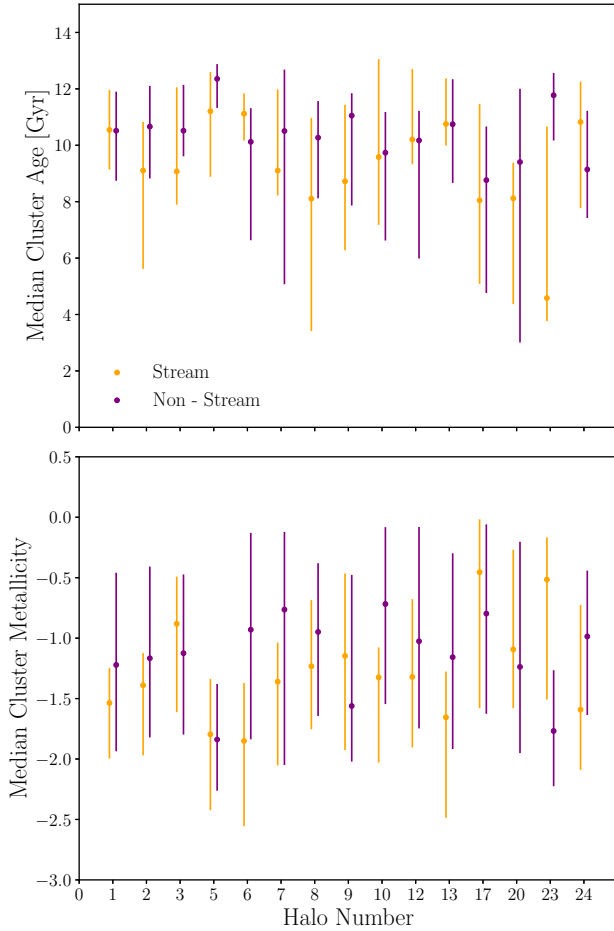 14
12
10
8
6
4
2
0
Median Cluster Age [Gyr]
Stream
Non - Stream
0.5
0.0
−0.5
−1.0
−1.5
−2.0
−2.5
−3.0
Median Cluster Metallicity
0 1 2 3 5 6 7 8 9 10 12 13 17 20 23 24
Halo Number